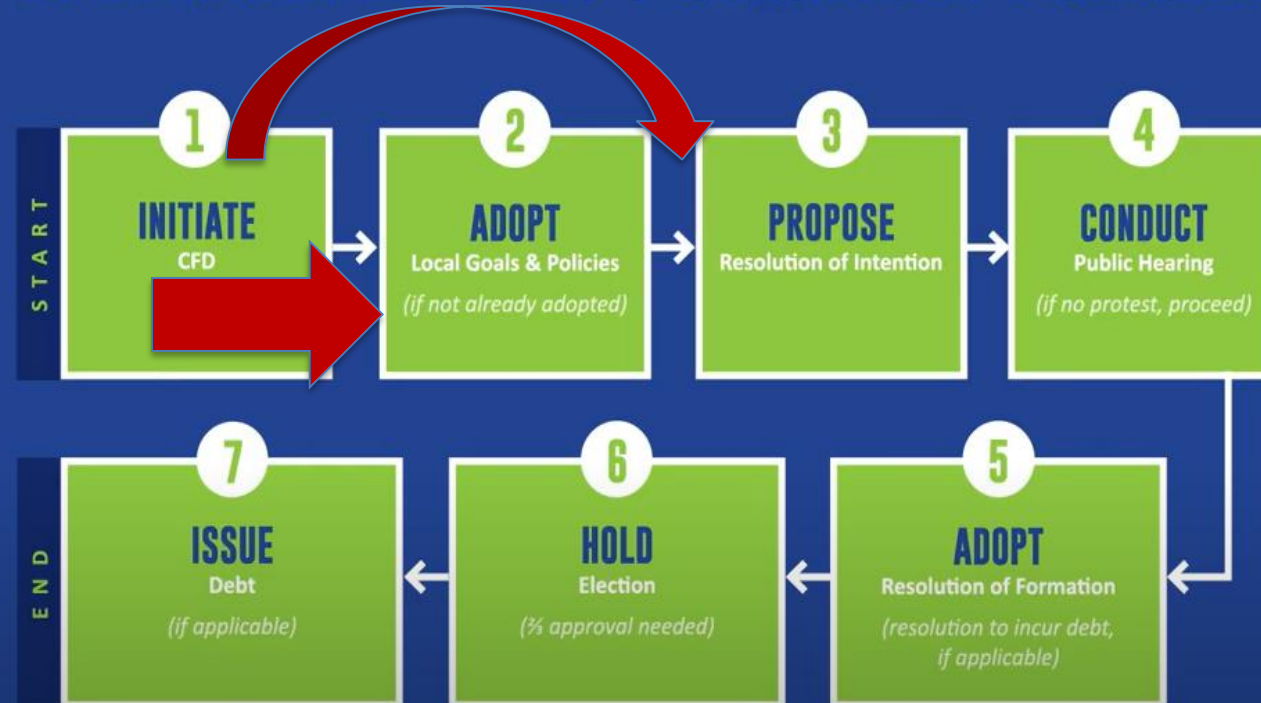 START
1
INITIATE
CFD
2
ADOPT
Local Goals & Policies
(if not already adopted)
3
PROPOSE
Resolution of Intention
4
CONDUCT
Public Hearing
(if no protest, proceed)
5
ADOPT
Resolution of Formation
(resolution to incur debt,
if applicable)
6
HOLD
Election
(⅔ approval needed)
7
ISSUE
Debt
(if applicable)
END